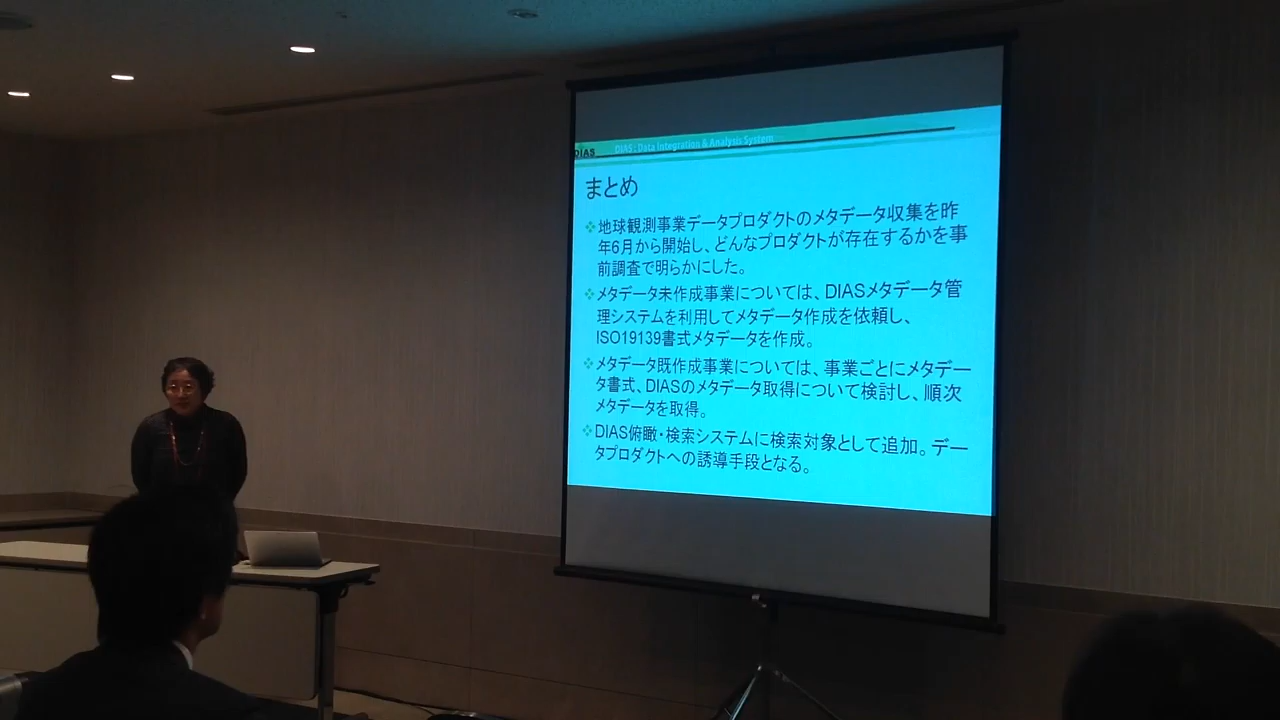 DIAS
DIAS : Data Integration & Analysis System
まとめ
地球観測事業データプロダクトのメタデータ収集を昨
年6月から開始し、どんなプロダクトが存在するかを事
前調査で明らかにした。
メタデータ未作成事業については、DIASメタデータ管
理システムを利用してメタデータ作成を依頼し、
ISO19139書式メタデータを作成。
メタデータ既作成事業については、事業ごとにメタデー
タ書式、DIASのメタデータ取得について検討し、順次
メタデータを取得。
DIAS俯瞰・検索システムに検索対象として追加。デー
タプロダクトへの誘導手段となる。